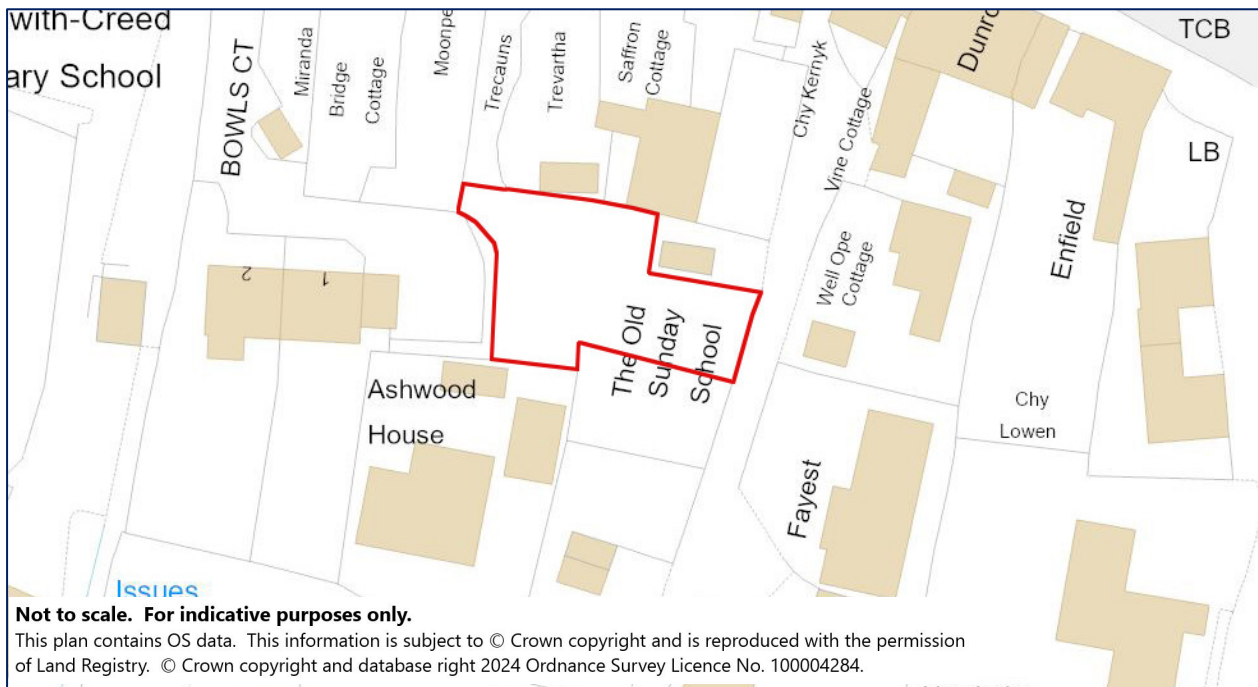 with-Creed
ary School
BOWLS CT
Miranda
Bridge
Cottage
Moonpe
Trecauns
Trevartha
Saffron
Cottage
Chy Kernyk
Vine Cottage
Dunro
TCB
LB
Enfield
Well Ope
Cottage
2
1
The Old
Sunday
School
Ashwood
House
Chy
Lowen
Fayest
Issues
Not to scale. For indicative purposes only.
This plan contains OS data. This information is subject to © Crown copyright and is reproduced with the permission
of Land Registry. © Crown copyright and database right 2024 Ordnance Survey Licence No. 100004284.